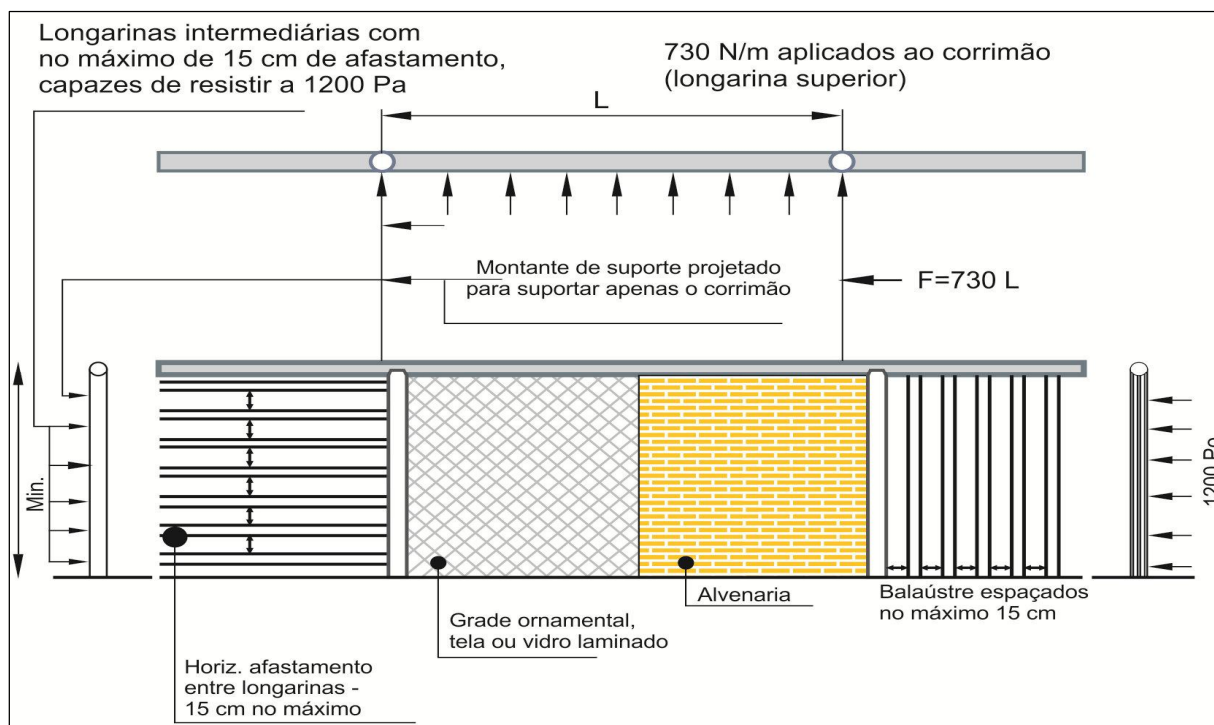 Longarinas intermediárias com
no máximo de 15 cm de afastamento,
capazes de resistir a 1200 Pa
730 N/m aplicados ao corrimão
(longarina superior)
L
Montante de suporte projetado
para suportar apenas o corrimão
F=730 L
Min.
1200 Pa
Alvenaria
Balaústre espaçados
no máximo 15 cm
Grade ornamental,
tela ou vidro laminado
Horiz. afastamento
entre longarinas -
15 cm no máximo